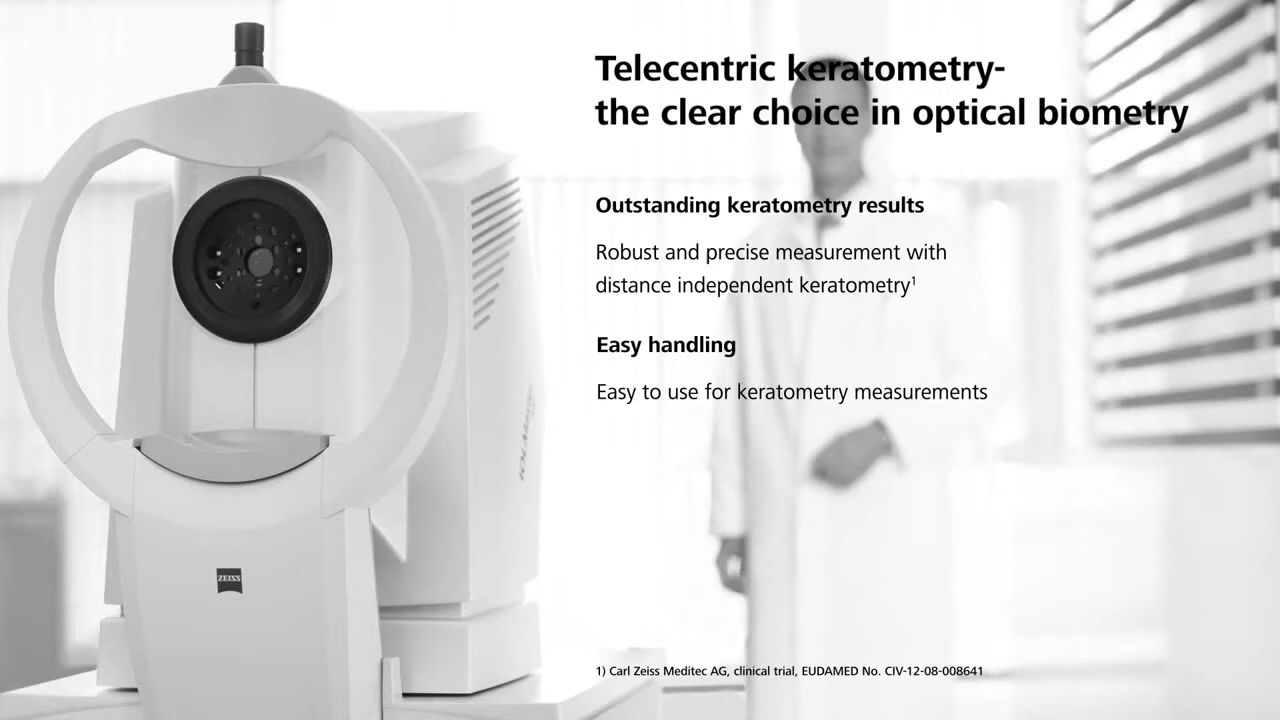 Telecentric keratometry-
the clear choice in optical biometry
Outstanding keratometry results
Robust and precise measurement with
distance independent keratometry¹
Easy handling
Easy to use for keratometry measurements
IOLMaster
ZEISS
1) Carl Zeiss Meditec AG, clinical trial, EUDAMED No. CIV-12-08-008641